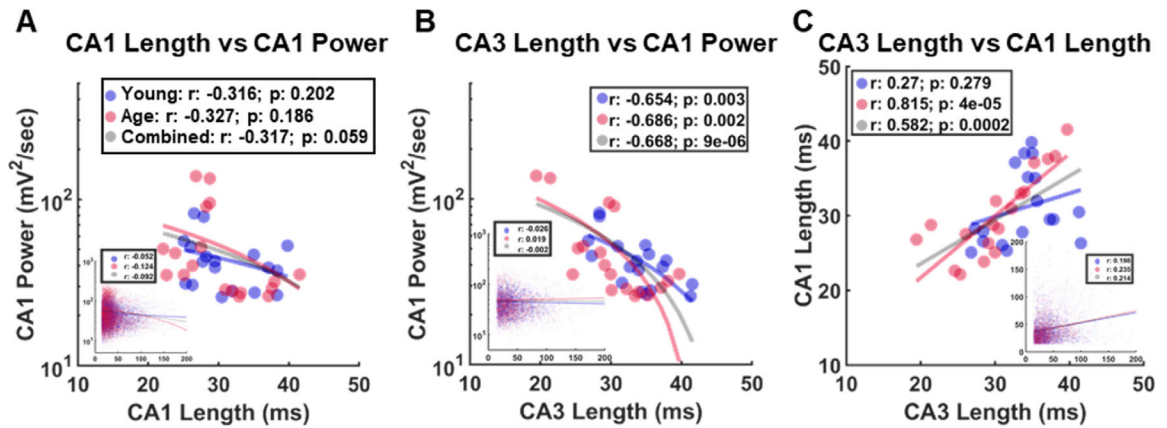 A
CA1 Length vs CA1 Power
Young: r: -0.316; p: 0.202
Age: r: -0.327; p: 0.186
Combined: r: -0.317; p: 0.059
CA1 Power (mV²/sec)
10²
10¹
r: -0.052
r: -0.124
r: -0.092
10³
10²
10¹
0 50 100 150 200
10 20 30 40 50
CA1 Length (ms)
B
CA3 Length vs CA1 Power
r: -0.654; p: 0.003
r: -0.686; p: 0.002
r: -0.668; p: 9e-06
CA1 Power (mV²/sec)
10²
10¹
r: -0.026
r: 0.019
r: -0.002
10³
10²
10¹
0 50 100 150 200
10 20 30 40 50
CA3 Length (ms)
C
CA3 Length vs CA1 Length
r: 0.27; p: 0.279
r: 0.815; p: 4e-05
r: 0.582; p: 0.0002
CA1 Length (ms)
50
40
30
20
10
r: 0.198
r: 0.235
r: 0.214
200
150
100
50
0
0 50 100 150 200
10 20 30 40 50
CA3 Length (ms)